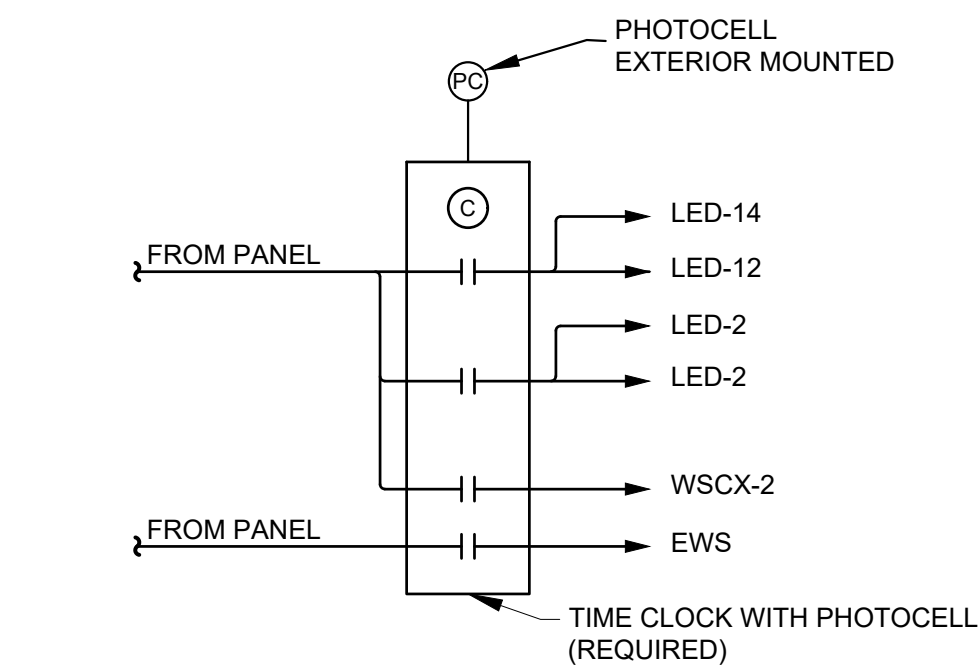 PHOTOCELL
EXTERIOR MOUNTED
PC
C
LED-14
FROM PANEL
LED-12
LED-2
LED-2
WSCX-2
FROM PANEL
EWS
TIME CLOCK WITH PHOTOCELL
(REQUIRED)